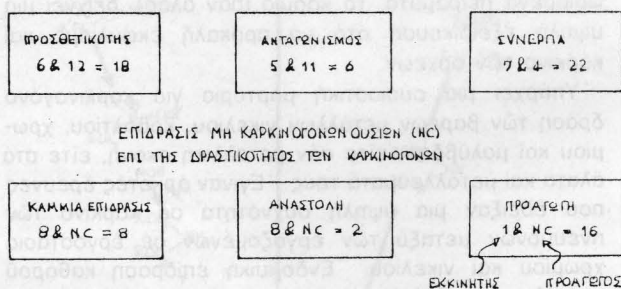 ΠΡΟΣΘΕΤΙΚΟΤΗΣ
6 & 12 = 18
ΑΝΤΑΓΩΝΙΣΜΟΣ
5 & 11 = 6
ΣΥΝΕΡΓΙΑ
7 & 4 = 22
ΕΠΙΔΡΑΣΙΣ ΜΗ ΚΑΡΚΙΝΟΓΟΝΩΝ ΟΥΣΙΩΝ (NC)
ΕΠΙ ΤΗΣ ΔΡΑΣΤΙΚΟΤΗΤΟΣ ΤΩΝ ΚΑΡΚΙΝΟΓΟΝΩΝ
ΚΑΜΜΙΑ ΕΠΙΔΡΑΣΙΣ
8 & NC = 8
ΑΝΑΣΤΟΛΗ
8 & NC = 2
ΠΡΟΑΓΩΓΗ
1 & NC = 16
ΕΚΚΙΝΗΤΗΣ ΠΡΟΑΓΩΓΟΣ